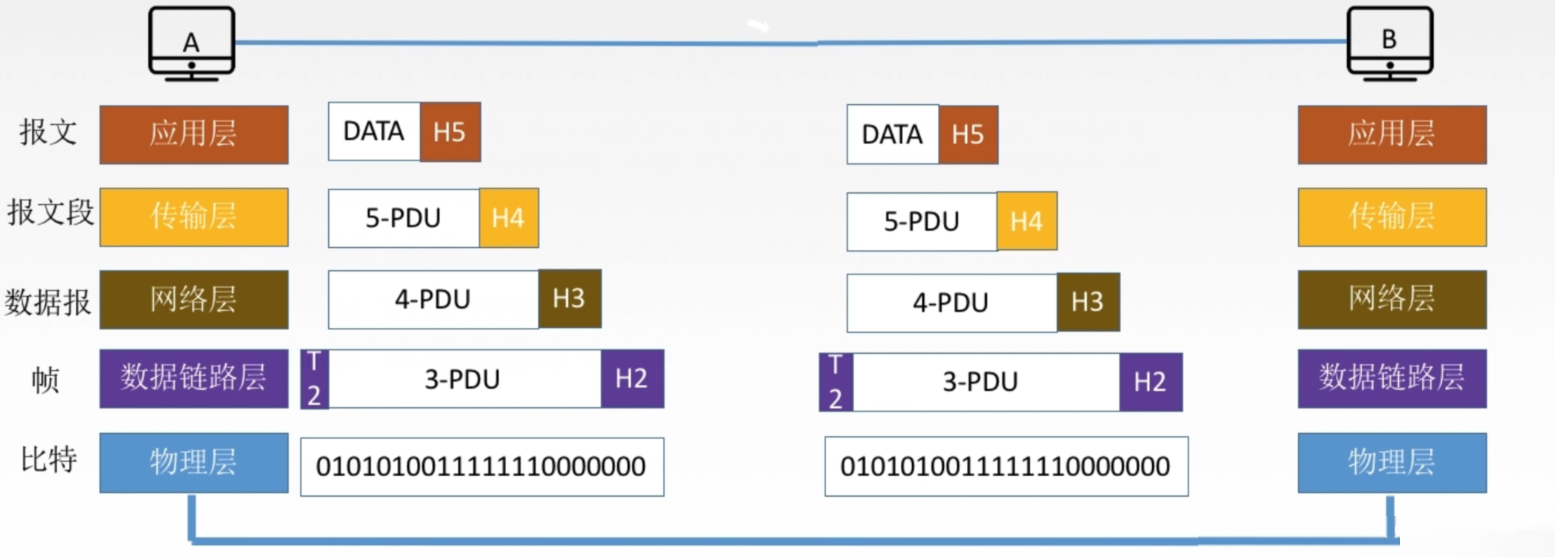 A
B
报文 应用层 DATA H5 DATA H5 应用层
报文段 传输层 5-PDU H4 5-PDU H4 传输层
数据报 网络层 4-PDU H3 4-PDU H3 网络层
帧 数据链路层 T2 3-PDU H2 T2 3-PDU H2 数据链路层
比特 物理层 0101010011111110000000 0101010011111110000000 物理层